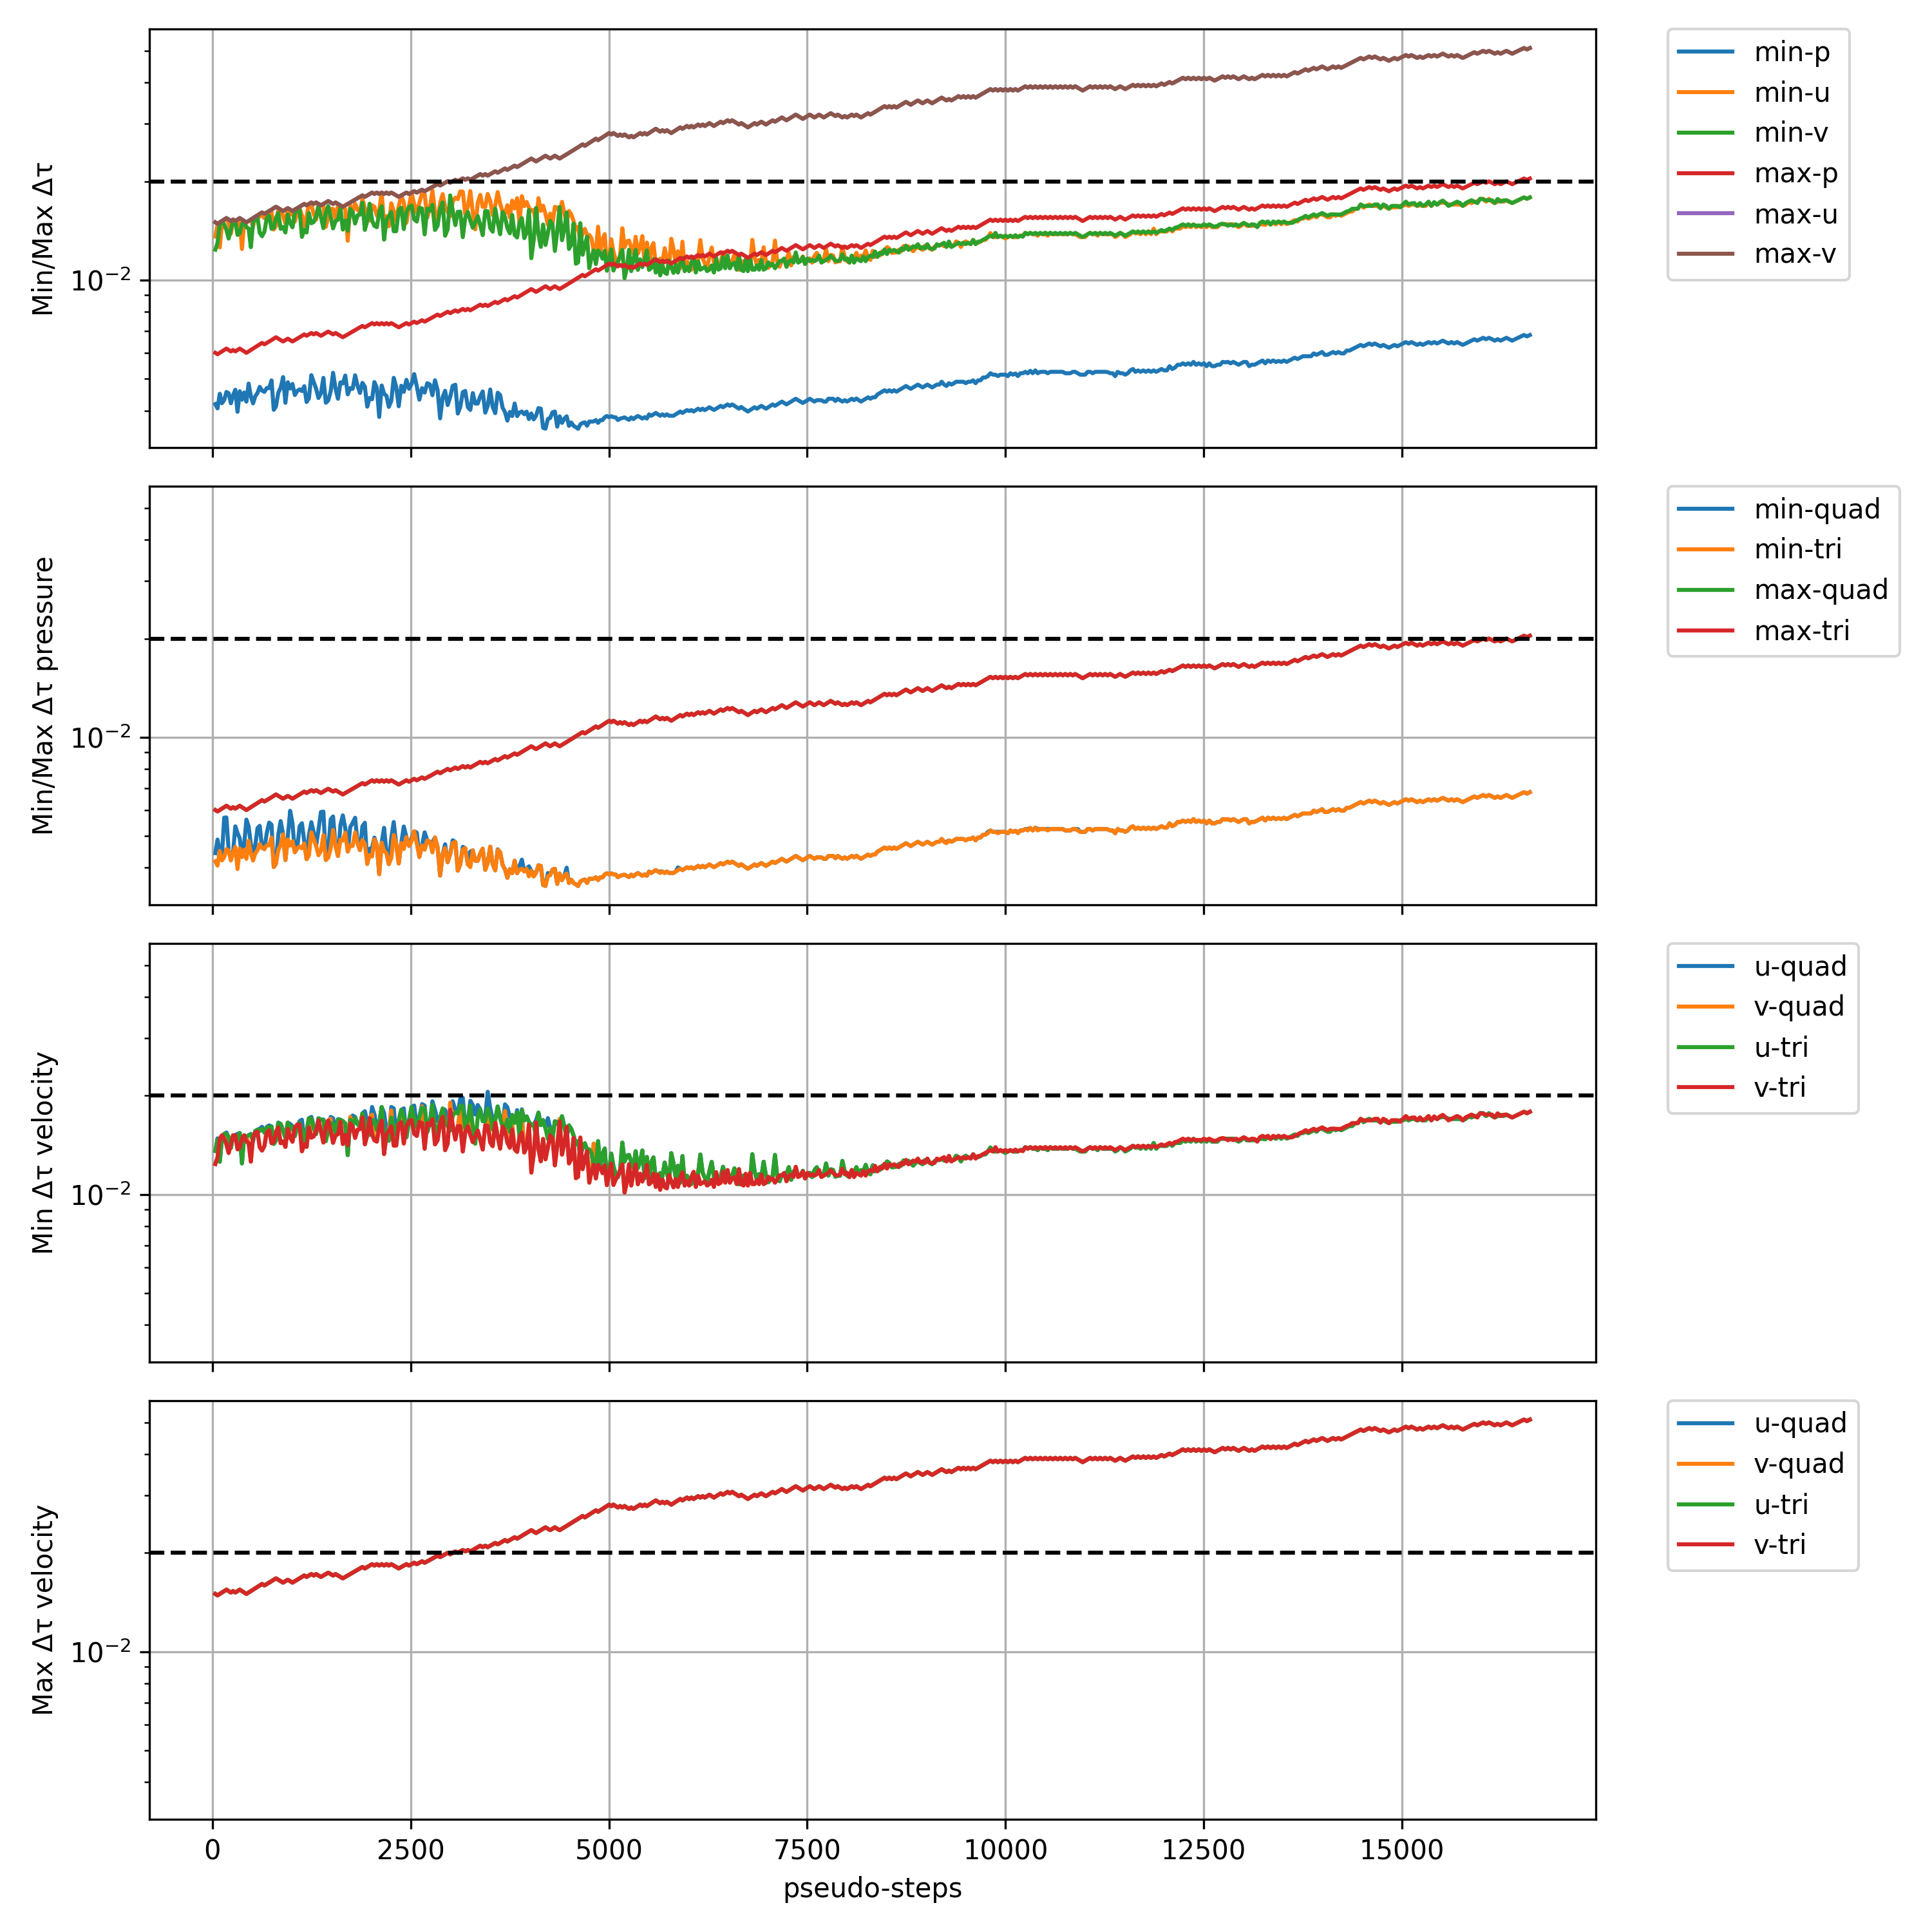 Min/Max Δτ
10⁻²
min-p
min-u
min-v
max-p
max-u
max-v
Min/Max Δτ pressure
10⁻²
min-quad
min-tri
max-quad
max-tri
Min Δτ velocity
10⁻²
u-quad
v-quad
u-tri
v-tri
Max Δτ velocity
10⁻²
u-quad
v-quad
u-tri
v-tri
0 2500 5000 7500 10000 12500 15000
pseudo-steps